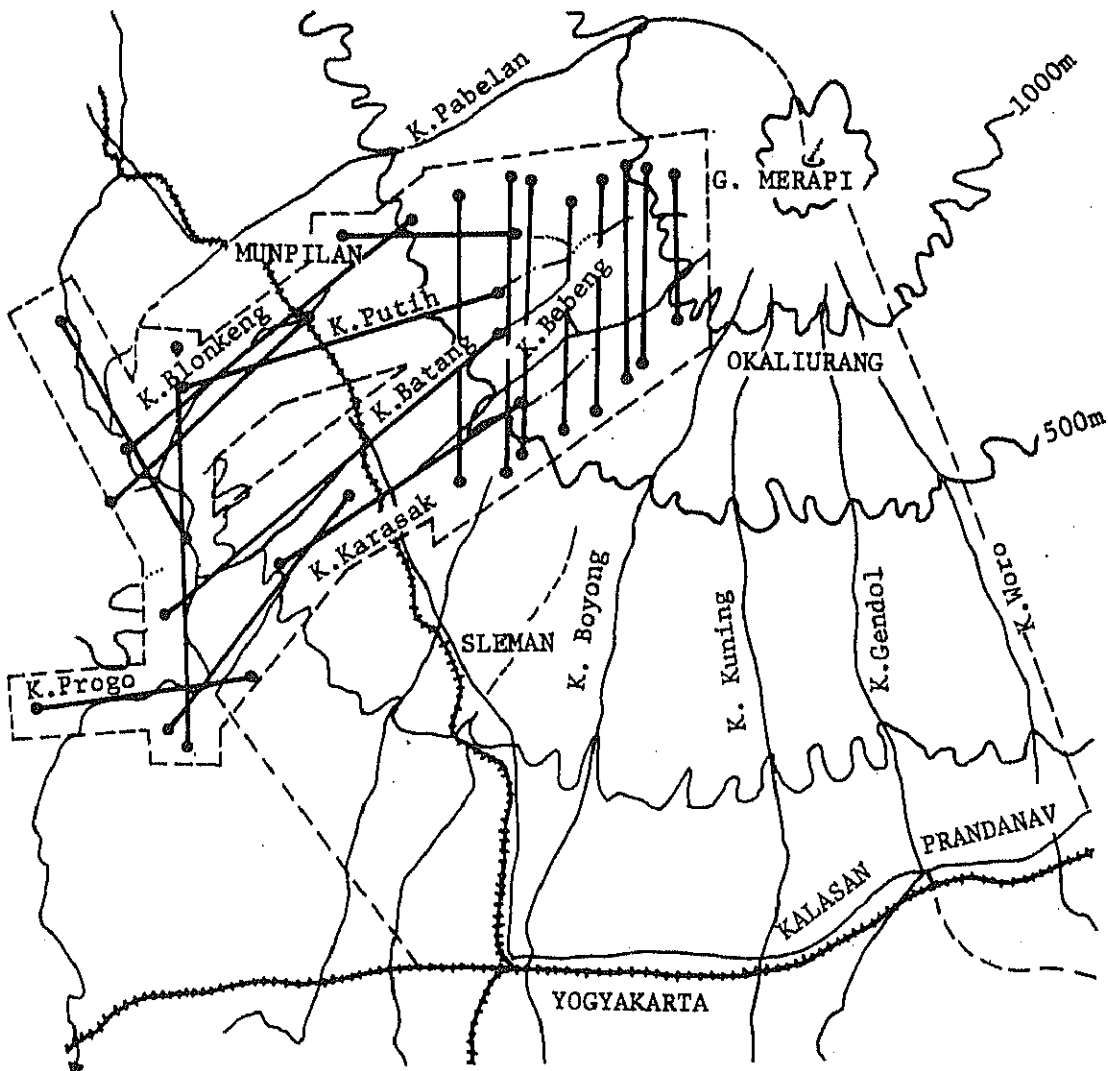 1000m
K.Pabelan
G. MERAPI
MUNPILAN
K.Blonkeng
K.Putih
K.Bebeng
K.Batang
OKALIURANG
500m
K.Karasak
K. Boyong
K. Kuning
K.Gendol
K.Woro
SLEMAN
K.Progo
PRANDANAV
KALASAN
YOGYAKARTA